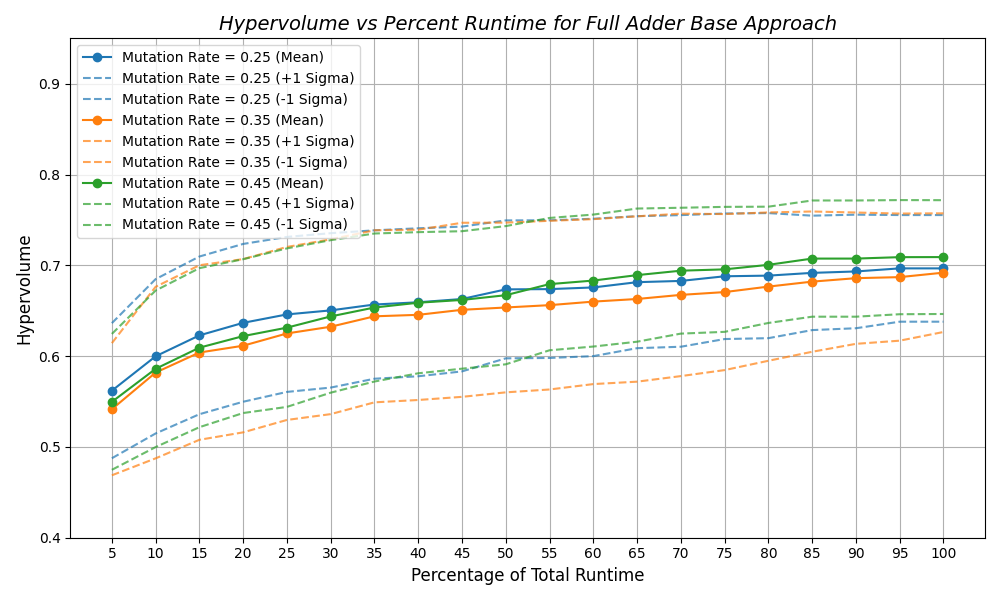 Hypervolume vs Percent Runtime for Full Adder Base Approach
Mutation Rate = 0.25 (Mean)
Mutation Rate = 0.25 (+1 Sigma)
Mutation Rate = 0.25 (-1 Sigma)
Mutation Rate = 0.35 (Mean)
Mutation Rate = 0.35 (+1 Sigma)
Mutation Rate = 0.35 (-1 Sigma)
Mutation Rate = 0.45 (Mean)
Mutation Rate = 0.45 (+1 Sigma)
Mutation Rate = 0.45 (-1 Sigma)
Hypervolume
0.9
0.8
0.7
0.6
0.5
0.4
5 10 15 20 25 30 35 40 45 50 55 60 65 70 75 80 85 90 95 100
Percentage of Total Runtime